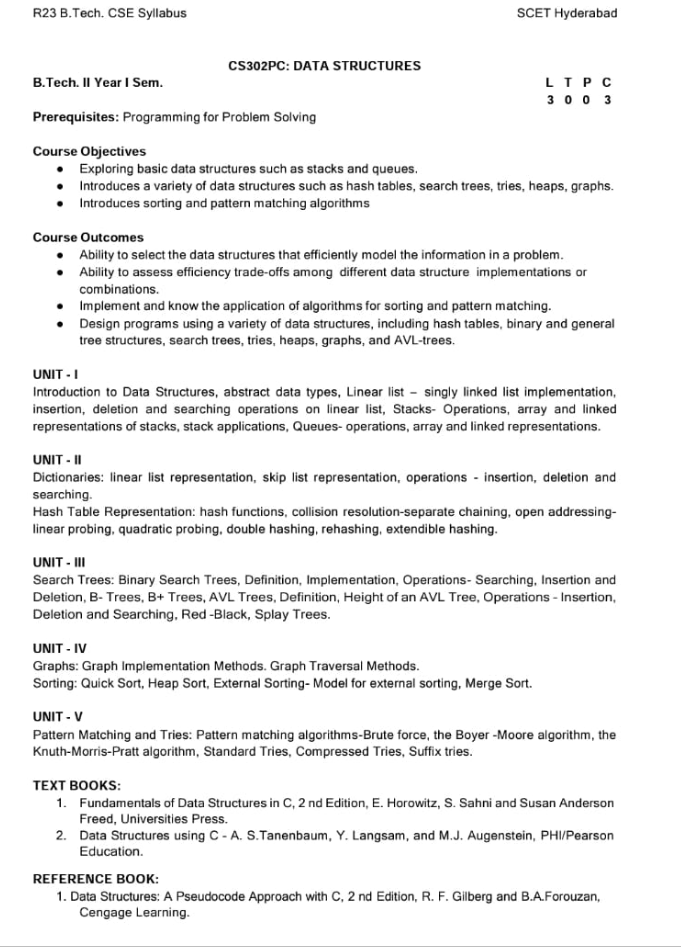 R23 B.Tech. CSE Syllabus SCET Hyderabad
CS302PC: DATA STRUCTURES
B.Tech. II Year I Sem. L T P C
3 0 0 3
Prerequisites: Programming for Problem Solving
Course Objectives
● Exploring basic data structures such as stacks and queues.
● Introduces a variety of data structures such as hash tables, search trees, tries, heaps, graphs.
● Introduces sorting and pattern matching algorithms
Course Outcomes
● Ability to select the data structures that efficiently model the information in a problem.
● Ability to assess efficiency trade-offs among different data structure implementations or
combinations.
● Implement and know the application of algorithms for sorting and pattern matching.
● Design programs using a variety of data structures, including hash tables, binary and general
tree structures, search trees, tries, heaps, graphs, and AVL-trees.
UNIT - I
Introduction to Data Structures, abstract data types, Linear list – singly linked list implementation,
insertion, deletion and searching operations on linear list, Stacks- Operations, array and linked
representations of stacks, stack applications, Queues- operations, array and linked representations.
UNIT - II
Dictionaries: linear list representation, skip list representation, operations - insertion, deletion and
searching.
Hash Table Representation: hash functions, collision resolution-separate chaining, open addressing-
linear probing, quadratic probing, double hashing, rehashing, extendible hashing.
UNIT - III
Search Trees: Binary Search Trees, Definition, Implementation, Operations- Searching, Insertion and
Deletion, B- Trees, B+ Trees, AVL Trees, Definition, Height of an AVL Tree, Operations - Insertion,
Deletion and Searching, Red -Black, Splay Trees.
UNIT - IV
Graphs: Graph Implementation Methods. Graph Traversal Methods.
Sorting: Quick Sort, Heap Sort, External Sorting- Model for external sorting, Merge Sort.
UNIT - V
Pattern Matching and Tries: Pattern matching algorithms-Brute force, the Boyer -Moore algorithm, the
Knuth-Morris-Pratt algorithm, Standard Tries, Compressed Tries, Suffix tries.
TEXT BOOKS:
1. Fundamentals of Data Structures in C, 2 nd Edition, E. Horowitz, S. Sahni and Susan Anderson
Freed, Universities Press.
2. Data Structures using C - A. S.Tanenbaum, Y. Langsam, and M.J. Augenstein, PHI/Pearson
Education.
REFERENCE BOOK:
1. Data Structures: A Pseudocode Approach with C, 2 nd Edition, R. F. Gilberg and B.A.Forouzan,
Cengage Learning.